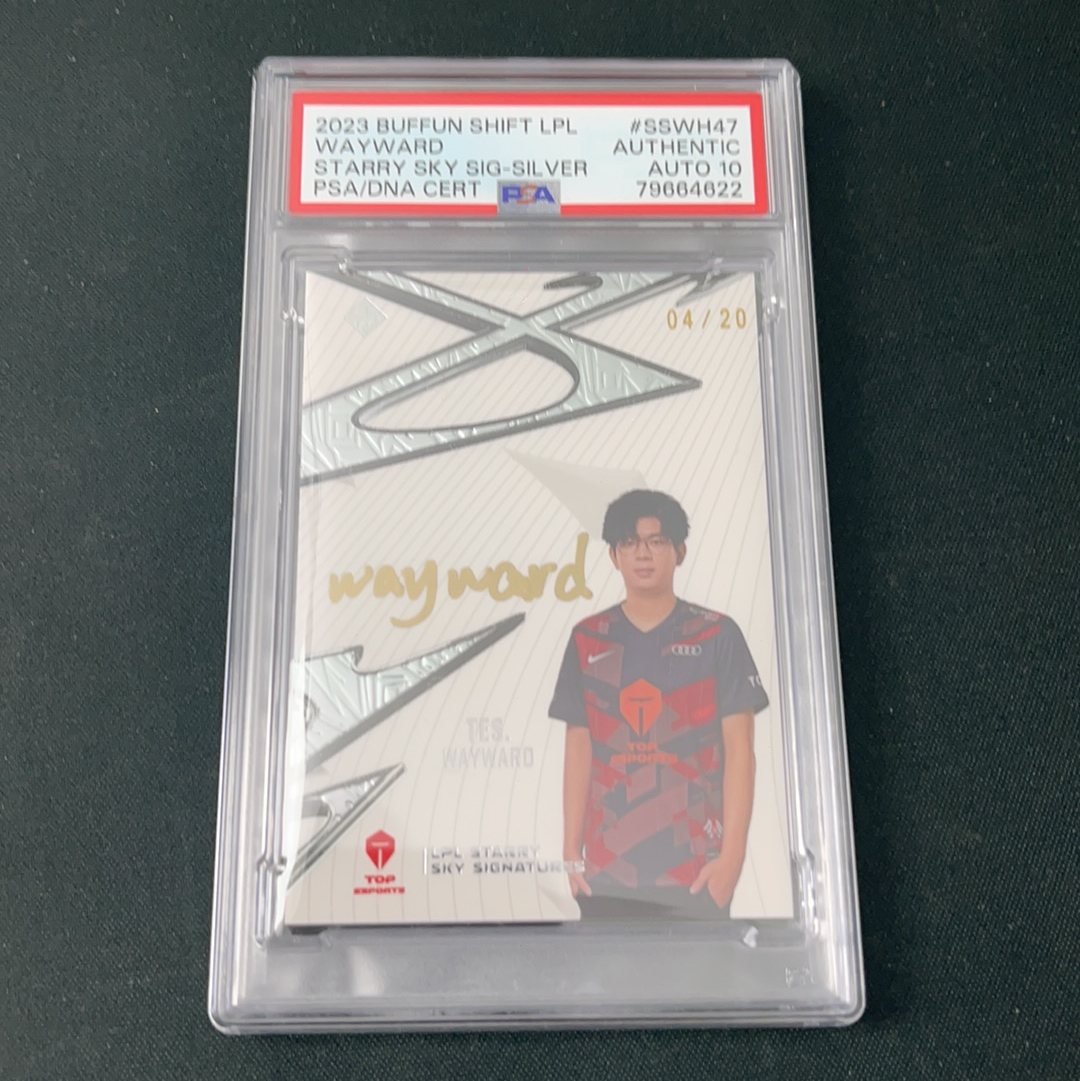 2023 BUFFUN SHIFT LPL #SSWH47
WAYWARD AUTHENTIC
STARRY SKY SIG-SILVER AUTO 10
PSA/DNA CERT PSA 79664622
04/20
wayward
TES.
WAYWARD
TOP
ESPORTS
TOP
ESPORTS
LPL STARRY
SKY SIGNATURES